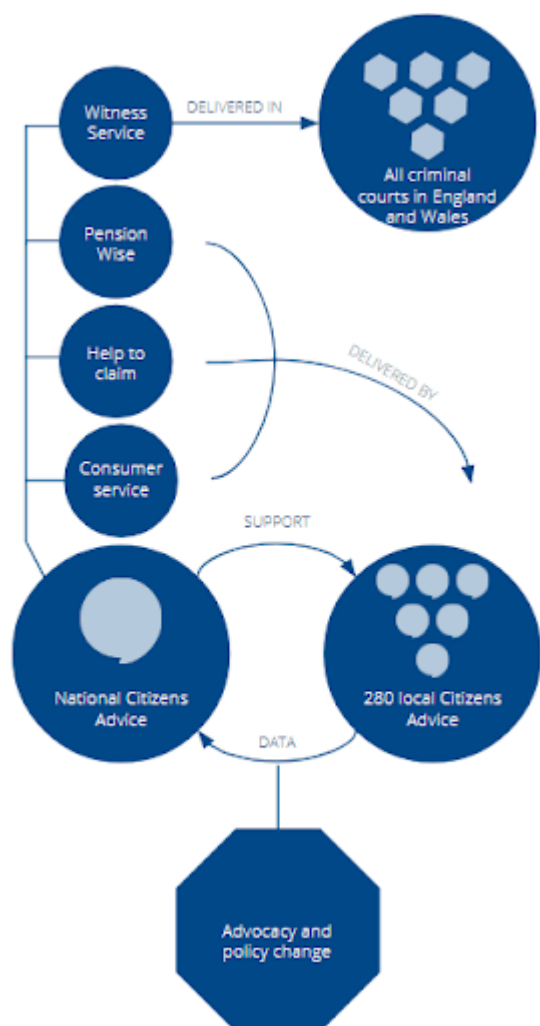 Witness
Service
DELIVERED IN
All criminal
courts in England
and Wales
Pension
Wise
Help to
claim
DELIVERED BY
Consumer
service
SUPPORT
National Citizens
Advice
280 local Citizens
Advice
DATA
Advocacy and
policy change